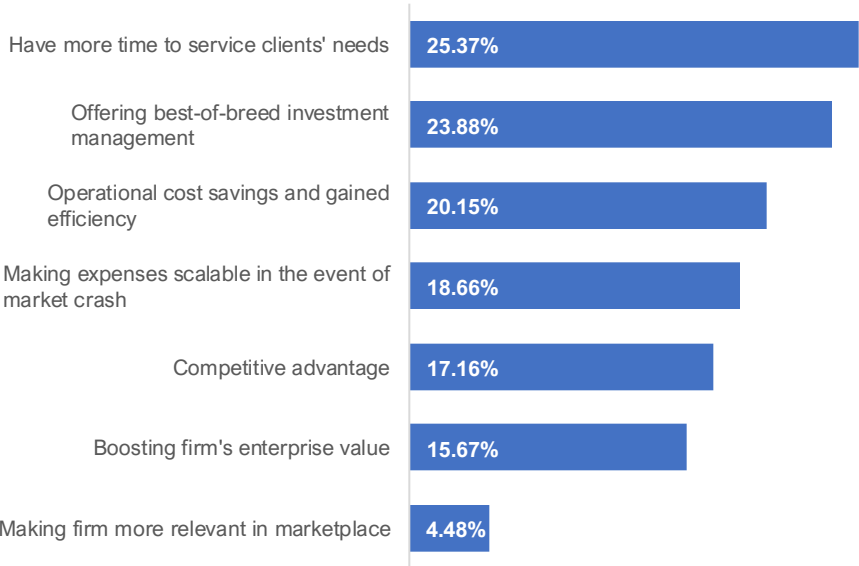 Have more time to service clients' needs
25.37%
Offering best-of-breed investment
management
23.88%
Operational cost savings and gained
efficiency
20.15%
Making expenses scalable in the event of
market crash
18.66%
Competitive advantage
17.16%
Boosting firm's enterprise value
15.67%
Making firm more relevant in marketplace
4.48%